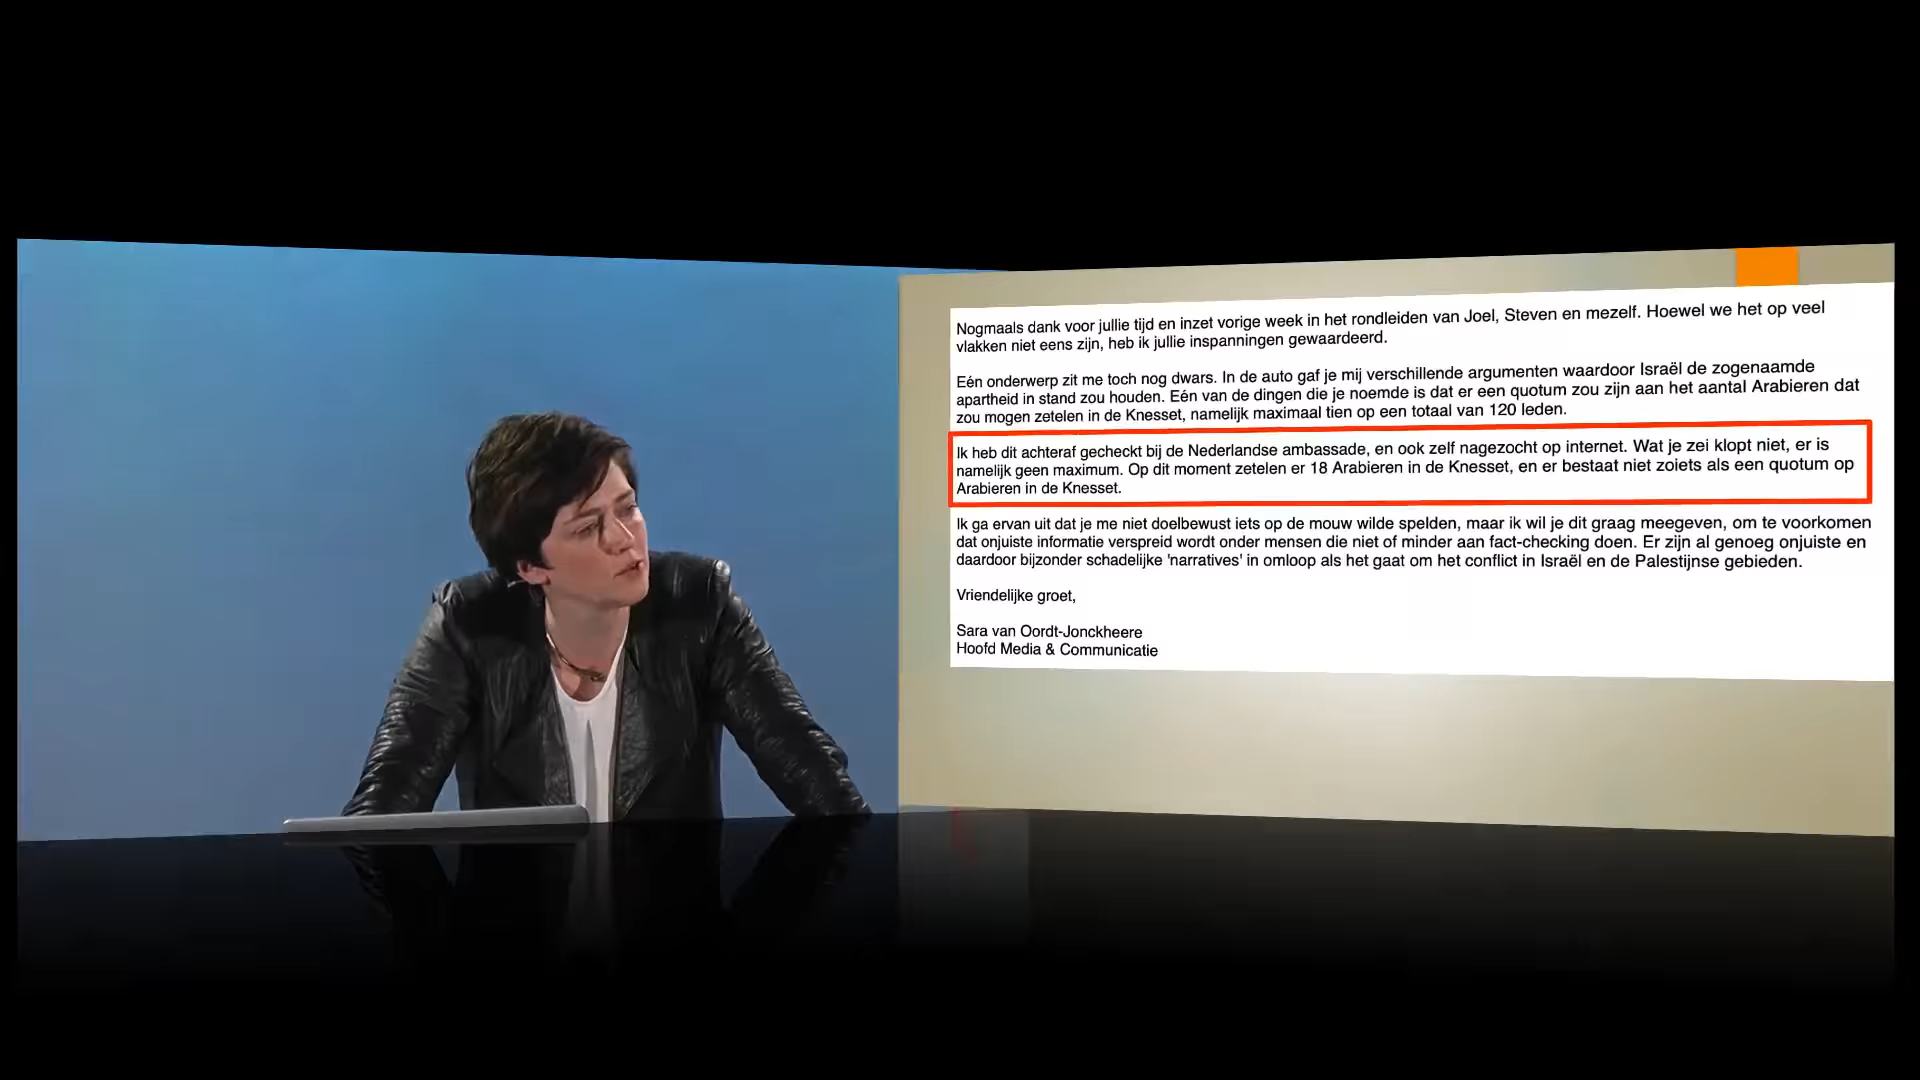 Nogmaals dank voor jullie tijd en inzet vorige week in het rondleiden van Joel, Steven en mezelf. Hoewel we het op veel
vlakken niet eens zijn, heb ik jullie inspanningen gewaardeerd.
Eén onderwerp zit me toch nog dwars. In de auto gaf je mij verschillende argumenten waardoor Israël de zogenaamde
apartheid in stand zou houden. Eén van de dingen die je noemde is dat er een quotum zou zijn aan het aantal Arabieren dat
zou mogen zetelen in de Knesset, namelijk maximaal tien op een totaal van 120 leden.
Ik heb dit achteraf gecheckt bij de Nederlandse ambassade, en ook zelf nagezocht op internet. Wat je zei klopt niet, er is
namelijk geen maximum. Op dit moment zetelen er 18 Arabieren in de Knesset, en er bestaat niet zoiets als een quotum op
Arabieren in de Knesset.
Ik ga ervan uit dat je me niet doelbewust iets op de mouw wilde spelden, maar ik wil je dit graag meegeven, om te voorkomen
dat onjuiste informatie verspreid wordt onder mensen die niet of minder aan fact-checking doen. Er zijn al genoeg onjuiste en
daardoor bijzonder schadelijke 'narratives' in omloop als het gaat om het conflict in Israël en de Palestijnse gebieden.
Vriendelijke groet,
Sara van Oordt-Jonckheere
Hoofd Media & Communicatie